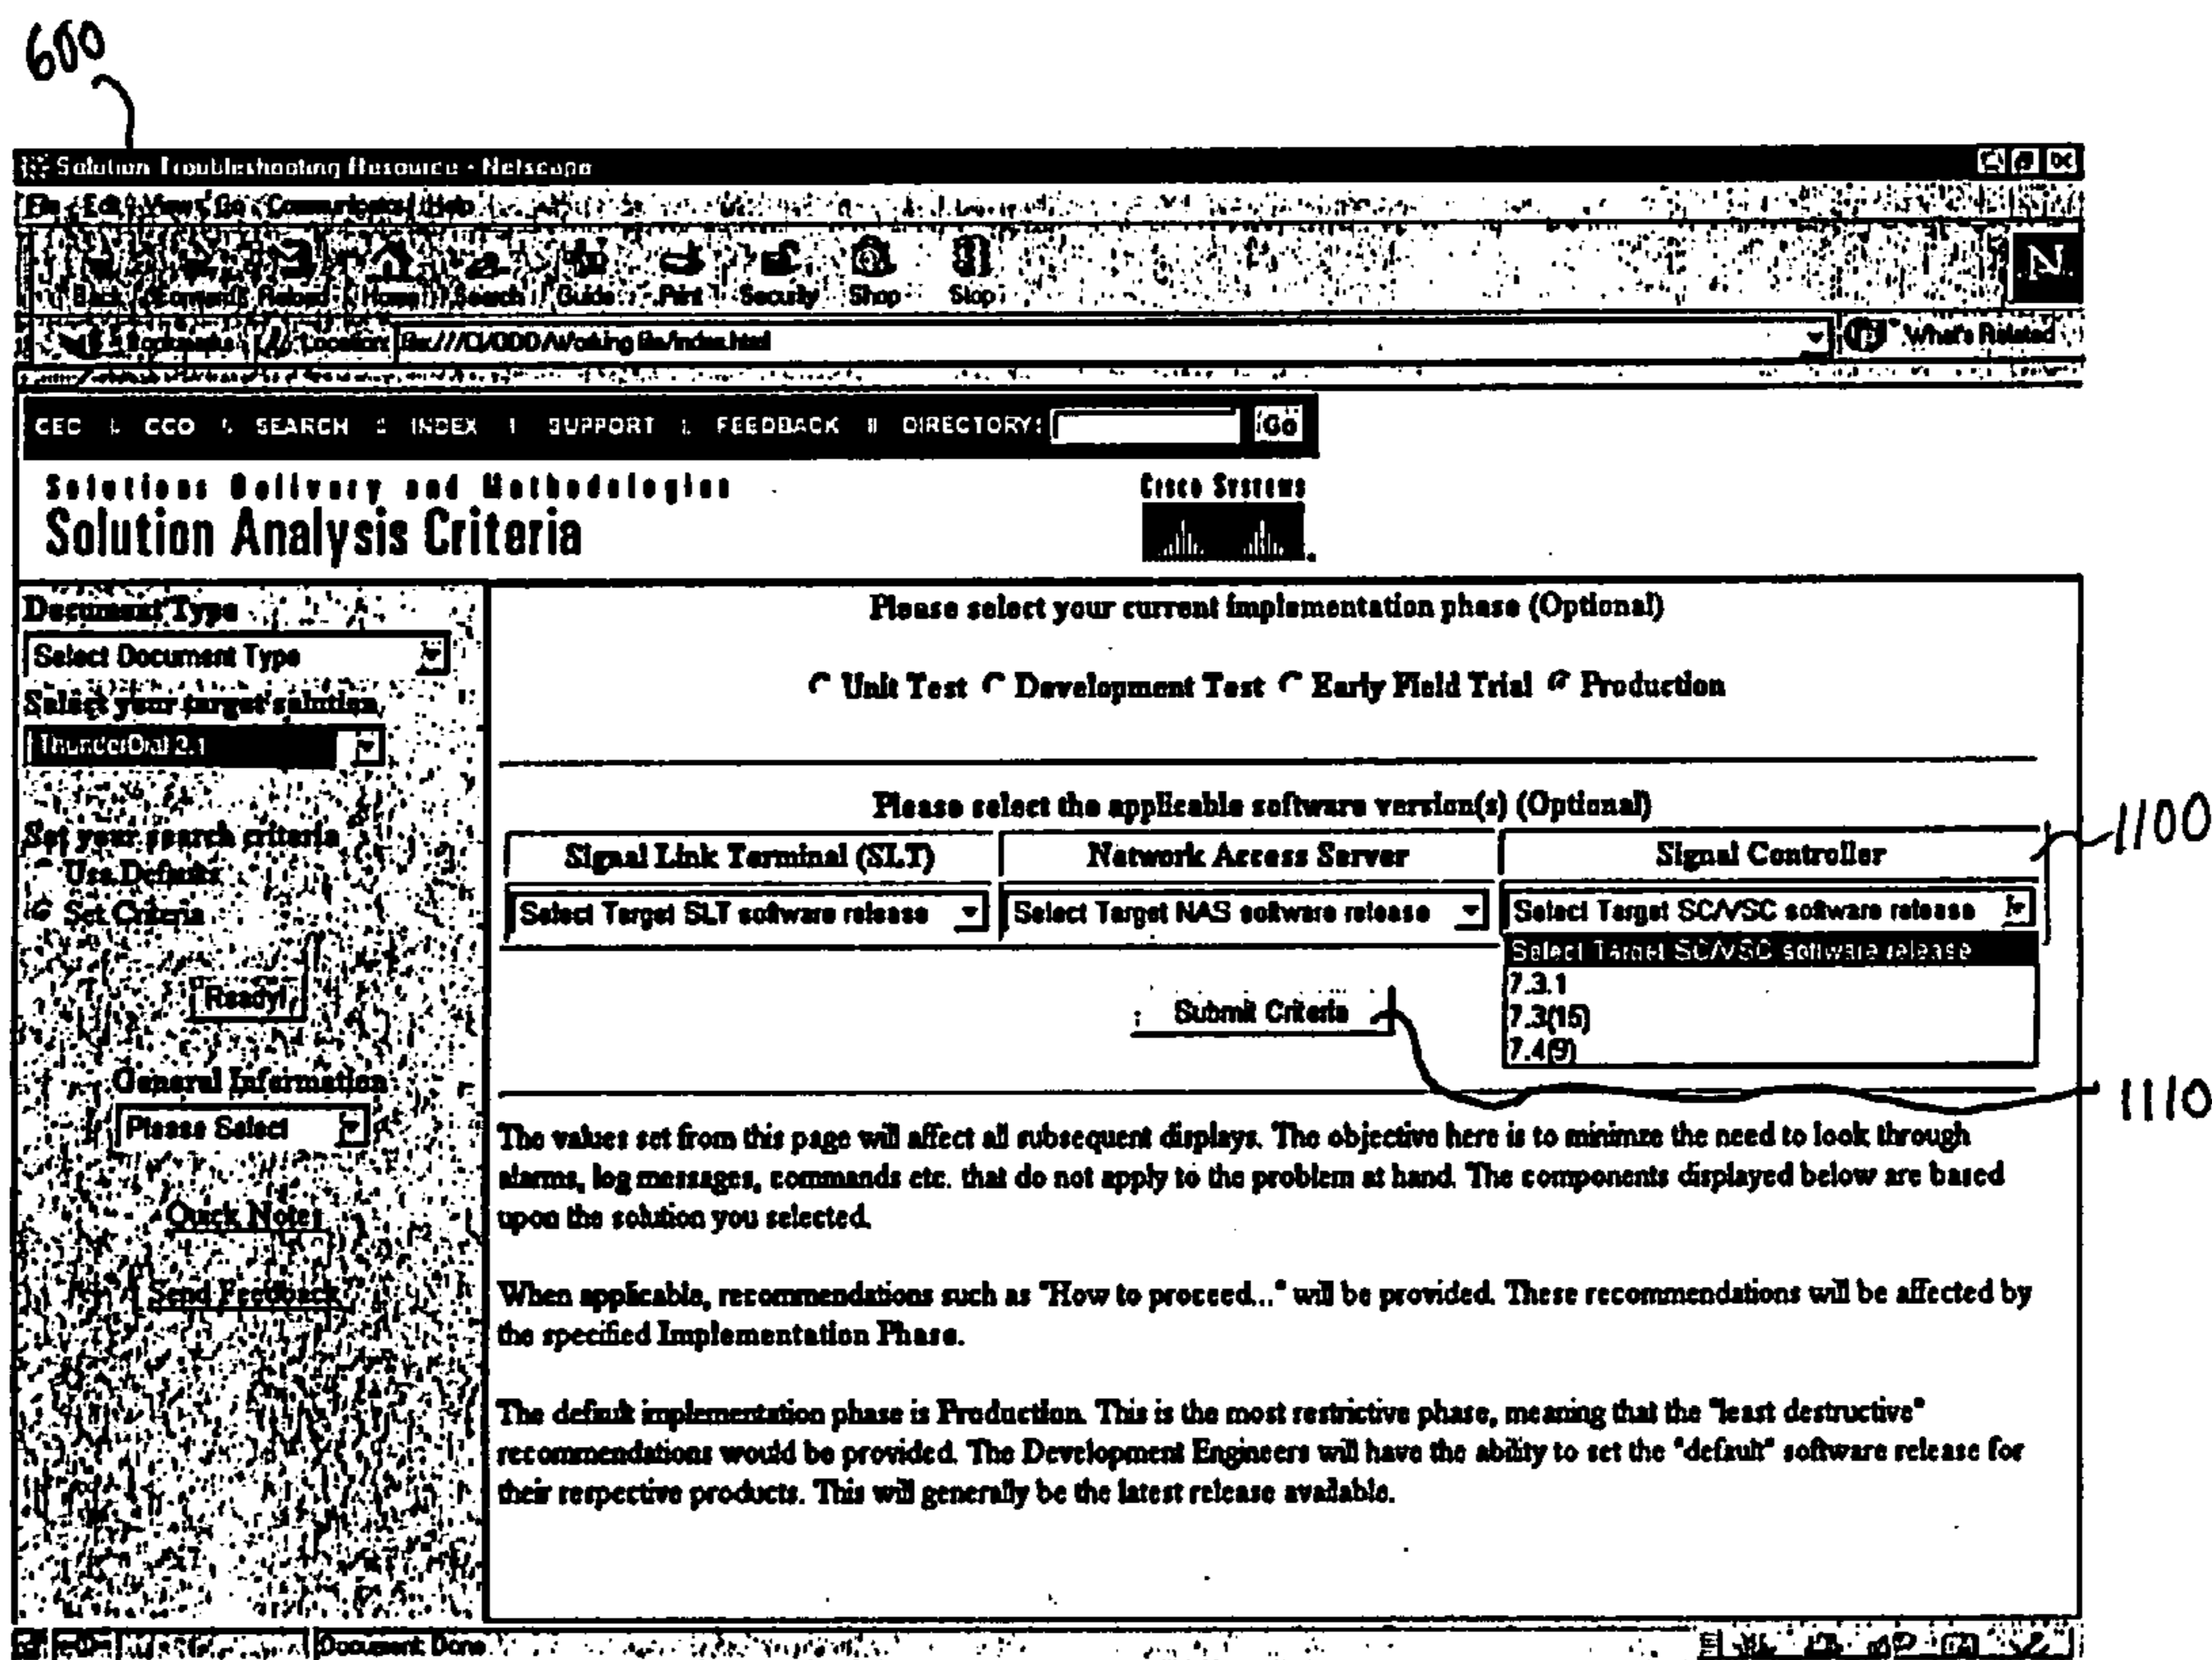 600
Solution Troubleshooting Resource - Netscape
File Edit View Go Communicator Help
Back Reload Home Search Guide Print Security Shop Stop
N
Bookmarks Location: What's Related
CEC CCO SEARCH INDEX SUPPORT FEEDBACK DIRECTORY: Go
Solutions Delivery and Methodologies
Solution Analysis Criteria
Cisco Systems
Document Type
Select Document Type
Select your target solution
ThunderDial 2.1
Set your search criteria
Use Defaults
Set Criteria
Ready!
General Information
Please Select
Quick Notes
Send Feedback
Please select your current implementation phase (Optional)
Unit Test Development Test Early Field Trial Production
Please select the applicable software version(s) (Optional)
1100
Signal Link Terminal (SLT) Network Access Server Signal Controller
Select Target SLT software release Select Target NAS software release Select Target SC/VSC software release
Select Target SC/VSC software release
7.3.1
7.3(15)
7.4(9)
Submit Criteria
1110
The values set from this page will affect all subsequent displays. The objective here is to minimze the need to look through
alarms, log messages, commands etc. that do not apply to the problem at hand. The components displayed below are based
upon the solution you selected.
When applicable, recommendations such as "How to proceed..." will be provided. These recommendations will be affected by
the specified Implementation Phase.
The default implementation phase is Production. This is the most restrictive phase, meaning that the "least destructive"
recommendations would be provided. The Development Engineers will have the ability to set the "default" software release for
their respective products. This will generally be the latest release available.
Document: Done